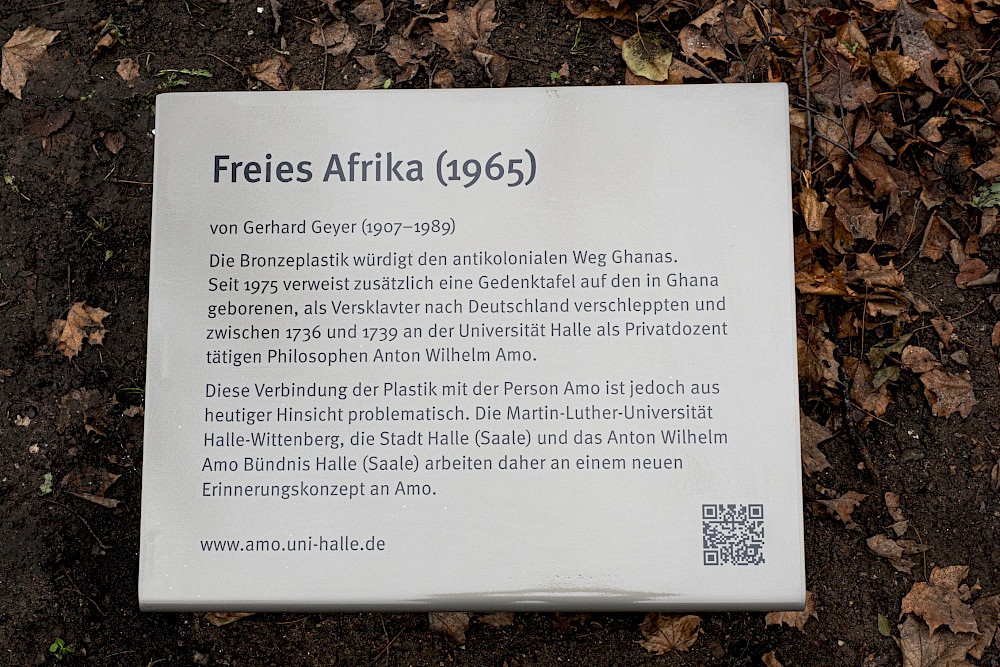 Freies Afrika (1965)
von Gerhard Geyer (1907–1989)
Die Bronzeplastik würdigt den antikolonialen Weg Ghanas.
Seit 1975 verweist zusätzlich eine Gedenktafel auf den in Ghana
geborenen, als Versklavter nach Deutschland verschleppten und
zwischen 1736 und 1739 an der Universität Halle als Privatdozent
tätigen Philosophen Anton Wilhelm Amo.
Diese Verbindung der Plastik mit der Person Amo ist jedoch aus
heutiger Hinsicht problematisch. Die Martin-Luther-Universität
Halle-Wittenberg, die Stadt Halle (Saale) und das Anton Wilhelm
Amo Bündnis Halle (Saale) arbeiten daher an einem neuen
Erinnerungskonzept an Amo.
www.amo.uni-halle.de